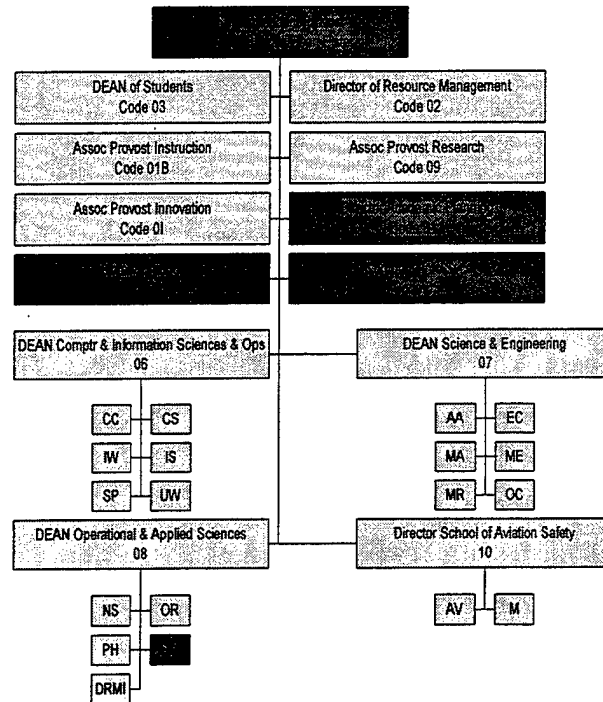 DEAN of Students
Code 03
Director of Resource Management
Code 02
Assoc Provost Instruction
Code 01B
Assoc Provost Research
Code 09
Assoc Provost Innovation
Code 0I
DEAN Comptr & Information Sciences & Ops
06
DEAN Science & Engineering
07
CC
CS
AA
EC
IW
IS
MA
ME
SP
UW
MR
OC
DEAN Operational & Applied Sciences
08
Director School of Aviation Safety
10
NS
OR
AV
M
PH
DRMI